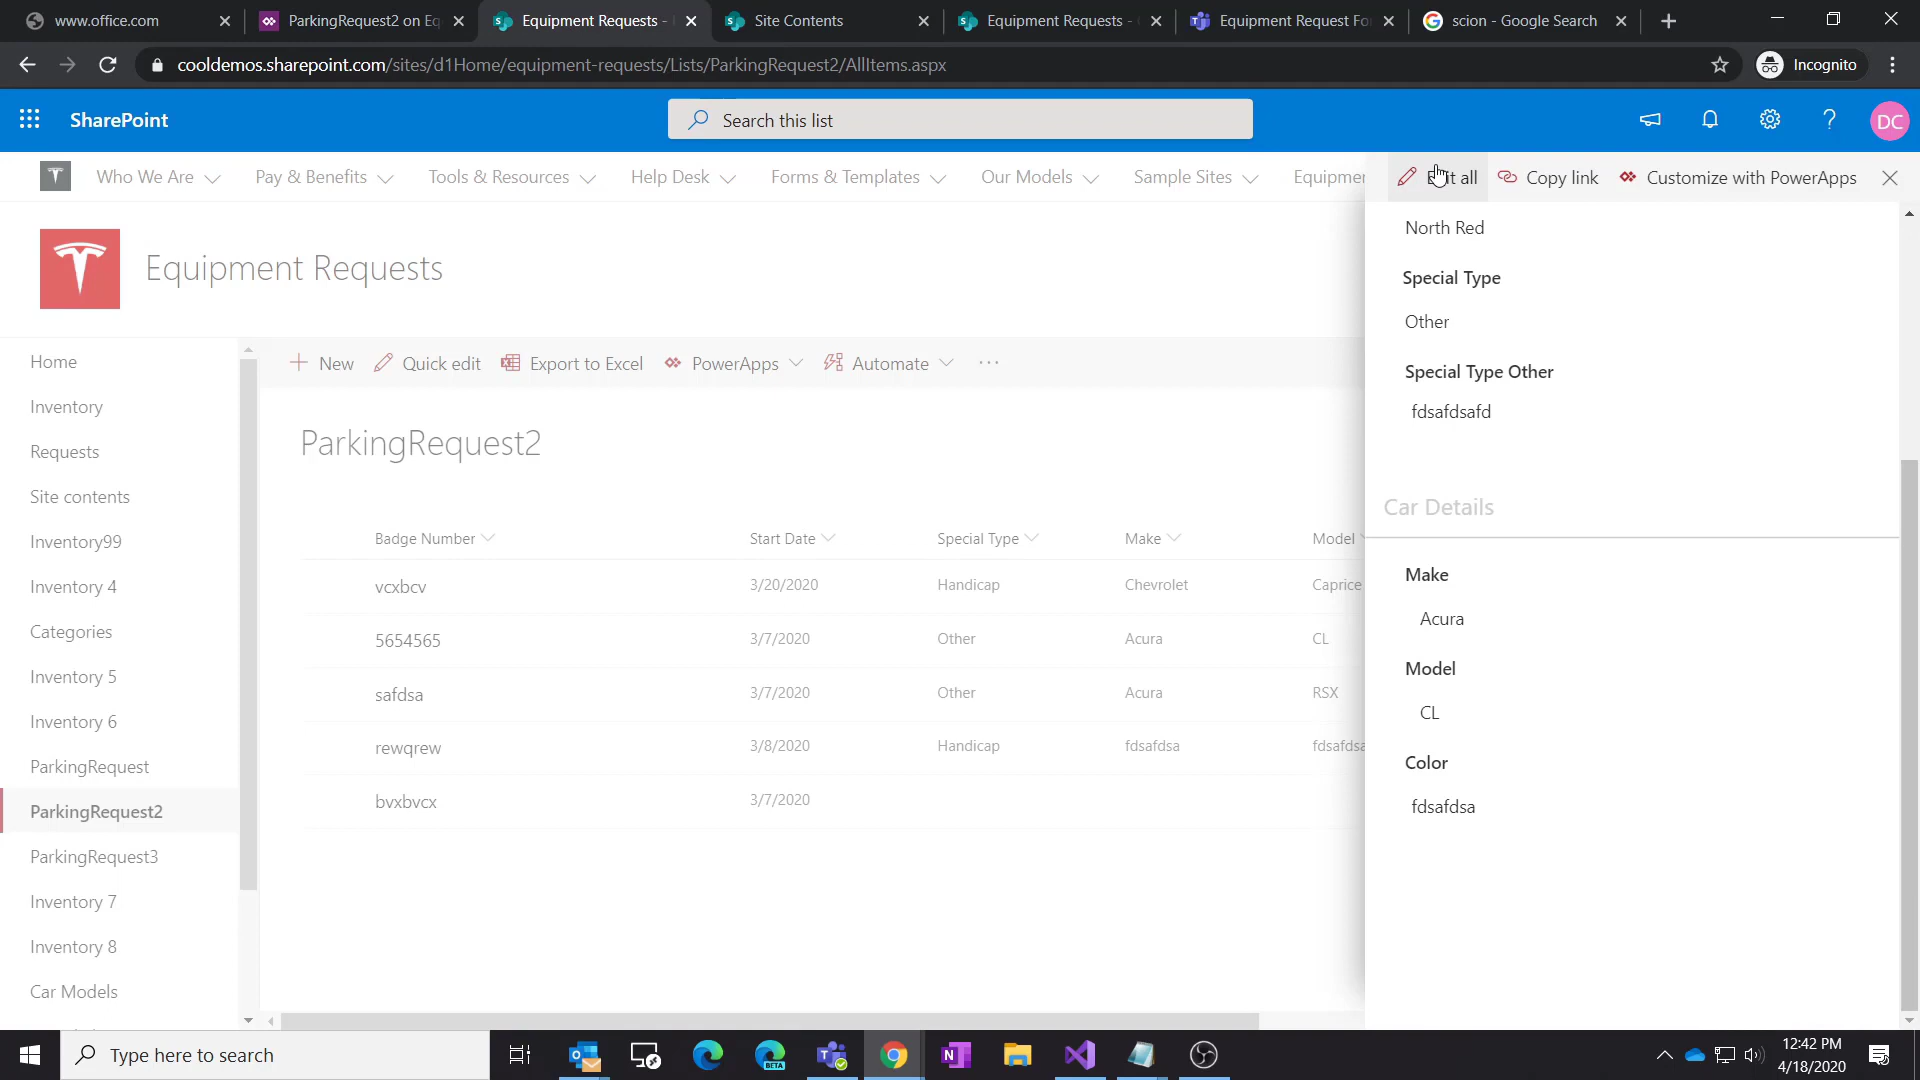 www.office.com
ParkingRequest2 on Eq
Equipment Requests -
Site Contents
Equipment Requests -
Equipment Request Fo
scion - Google Search
cooldemos.sharepoint.com/sites/d1Home/equipment-requests/Lists/ParkingRequest2/AllItems.aspx
Incognito
SharePoint
Search this list
DC
Who We Are
Pay & Benefits
Tools & Resources
Help Desk
Forms & Templates
Our Models
Sample Sites
Equipmen
all
Copy link
Customize with PowerApps
Equipment Requests
North Red
Special Type
Other
Special Type Other
fdsafdsafd
Car Details
Make
Acura
Model
CL
Color
fdsafdsa
Home
Inventory
Requests
Site contents
Inventory99
Inventory 4
Categories
Inventory 5
Inventory 6
ParkingRequest
ParkingRequest2
ParkingRequest3
Inventory 7
Inventory 8
Car Models
New
Quick edit
Export to Excel
PowerApps
Automate
ParkingRequest2
Badge Number
Start Date
Special Type
Make
Model
vcxbcv
3/20/2020
Handicap
Chevrolet
Caprice
5654565
3/7/2020
Other
Acura
CL
safdsa
3/7/2020
Other
Acura
RSX
rewqrew
3/8/2020
Handicap
fdsafdsa
fdsafdsa
bvxbvcx
3/7/2020
Type here to search
BETA
12:42 PM
4/18/2020